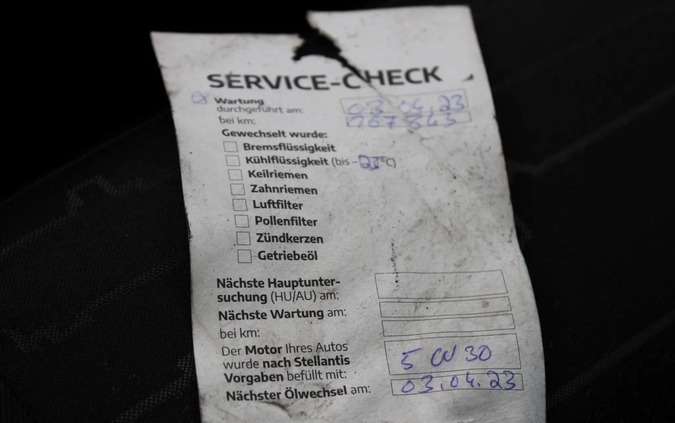 SERVICE-CHECK
Wartung
durchgeführt am: 03.04.23
bei km: 167843
Gewechselt wurde:
Bremsflüssigkeit
Kühlflüssigkeit (bis -23°C)
Keilriemen
Zahnriemen
Luftfilter
Pollenfilter
Zündkerzen
Getriebeöl
Nächste Hauptunter-
suchung (HU/AU) am:
Nächste Wartung am:
bei km:
Der Motor Ihres Autos
wurde nach Stellantis
Vorgaben befüllt mit: 5W30
Nächster Ölwechsel am: 03.04.23